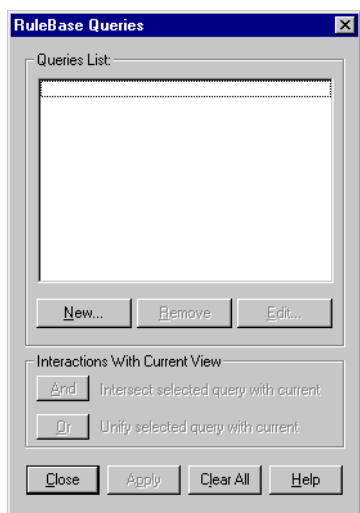 RuleBase Queries
Queries List:
New... Remove Edit...
Interactions With Current View
And Intersect selected query with current
Or Unify selected query with current
Close Apply Clear All Help